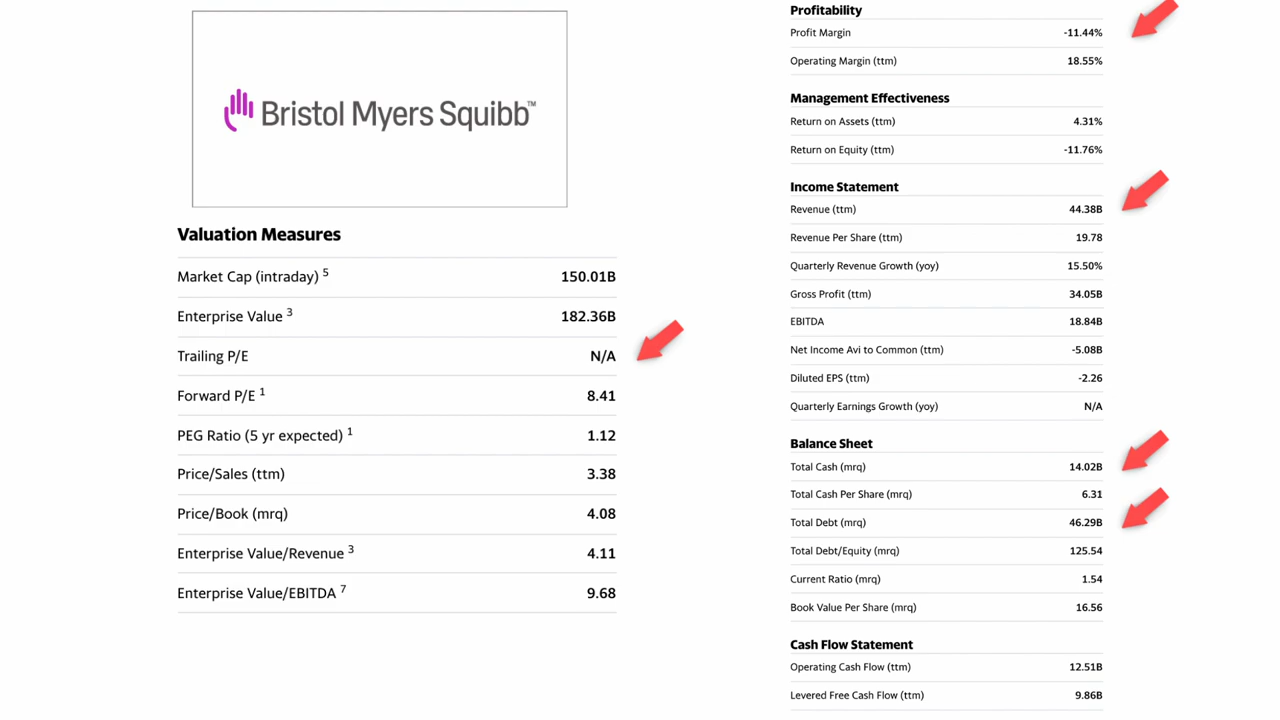 Bristol Myers Squibb™
Valuation Measures
Market Cap (intraday) 5 150.01B
Enterprise Value 3 182.36B
Trailing P/E N/A
Forward P/E 1 8.41
PEG Ratio (5 yr expected) 1 1.12
Price/Sales (ttm) 3.38
Price/Book (mrq) 4.08
Enterprise Value/Revenue 3 4.11
Enterprise Value/EBITDA 7 9.68
Profitability
Profit Margin -11.44%
Operating Margin (ttm) 18.55%
Management Effectiveness
Return on Assets (ttm) 4.31%
Return on Equity (ttm) -11.76%
Income Statement
Revenue (ttm) 44.38B
Revenue Per Share (ttm) 19.78
Quarterly Revenue Growth (yoy) 15.50%
Gross Profit (ttm) 34.05B
EBITDA 18.84B
Net Income Avi to Common (ttm) -5.08B
Diluted EPS (ttm) -2.26
Quarterly Earnings Growth (yoy) N/A
Balance Sheet
Total Cash (mrq) 14.02B
Total Cash Per Share (mrq) 6.31
Total Debt (mrq) 46.29B
Total Debt/Equity (mrq) 125.54
Current Ratio (mrq) 1.54
Book Value Per Share (mrq) 16.56
Cash Flow Statement
Operating Cash Flow (ttm) 12.51B
Levered Free Cash Flow (ttm) 9.86B